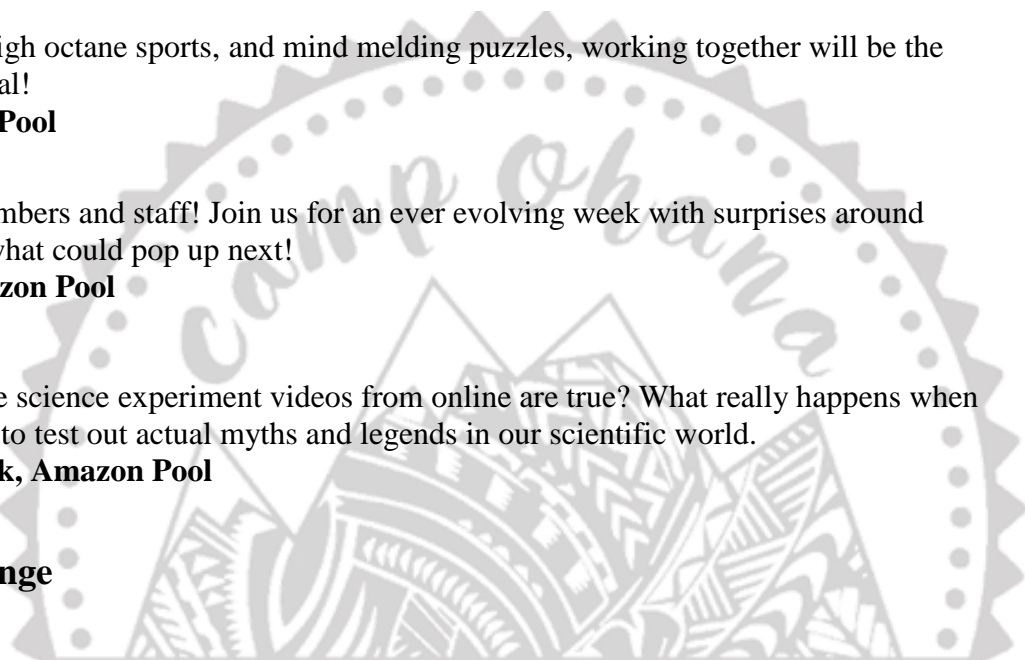 igh octane sports, and mind melding puzzles, working together will be the
al!
Pool
camp Ohana
mbers and staff! Join us for an ever evolving week with surprises around
what could pop up next!
zon Pool
e science experiment videos from online are true? What really happens when
to test out actual myths and legends in our scientific world.
k, Amazon Pool
nge